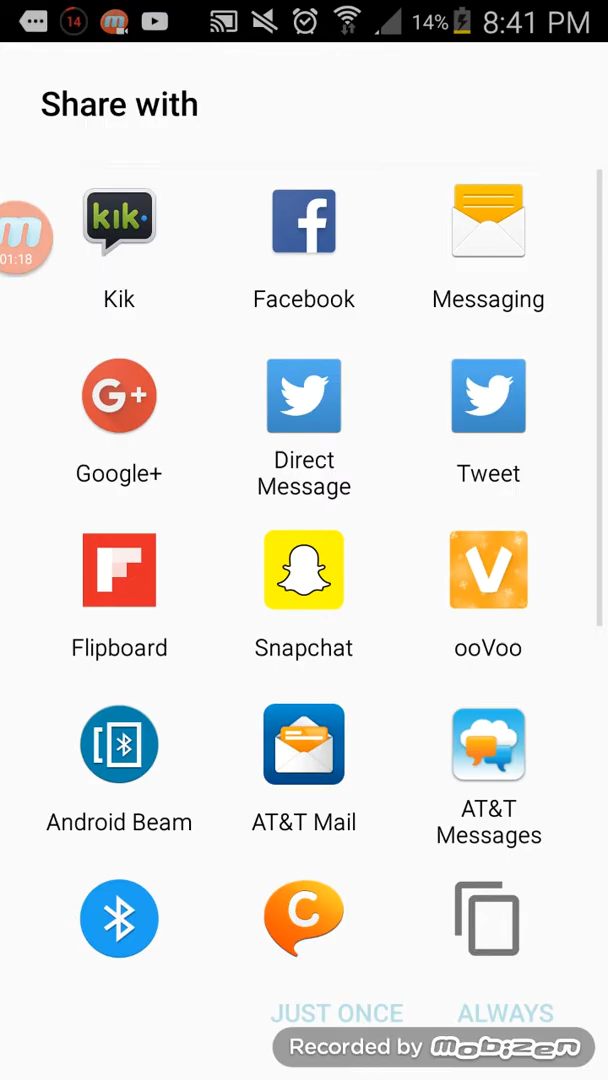 14
14%
8:41 PM
Share with
01:18
kik
Kik
Facebook
Messaging
G+
Google+
Direct
Message
Tweet
Flipboard
Snapchat
ooVoo
Android Beam
AT&T Mail
AT&T
Messages
C
JUST ONCE
ALWAYS
Recorded by mobizen